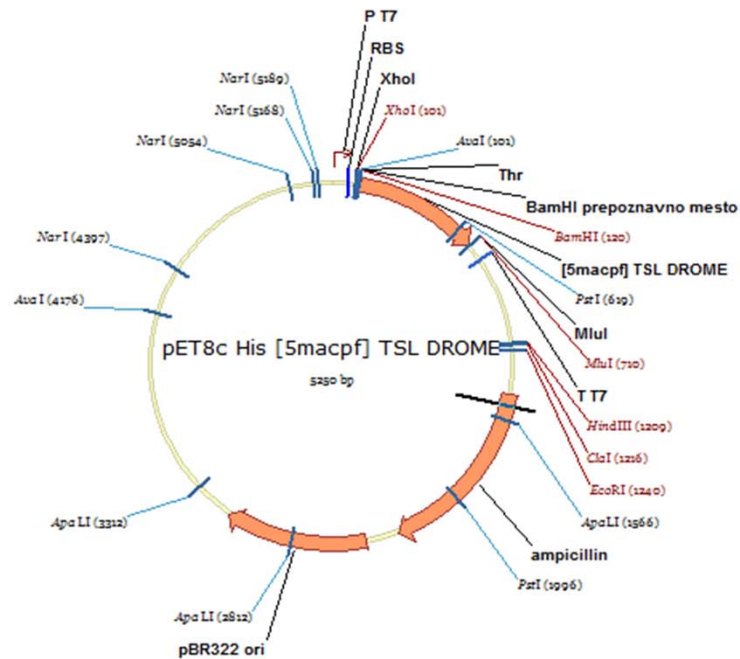 P T7
RBS
XhoI
XhoI (101)
AvaI (101)
Thr
BamHI prepoznavno mesto
BamHI (120)
[5macpf] TSL DROME
PstI (619)
MluI
MluI (710)
T T7
HindIII (1209)
ClaI (1216)
EcoRI (1240)
ApaLI (1566)
ampicillin
PstI (1996)
pBR322 ori
ApaLI (2812)
ApaLI (3312)
AvaI (4176)
NarI (4397)
NarI (5054)
NarI (5168)
NarI (5189)
pET8c His [5macpf] TSL DROME
5250 bp